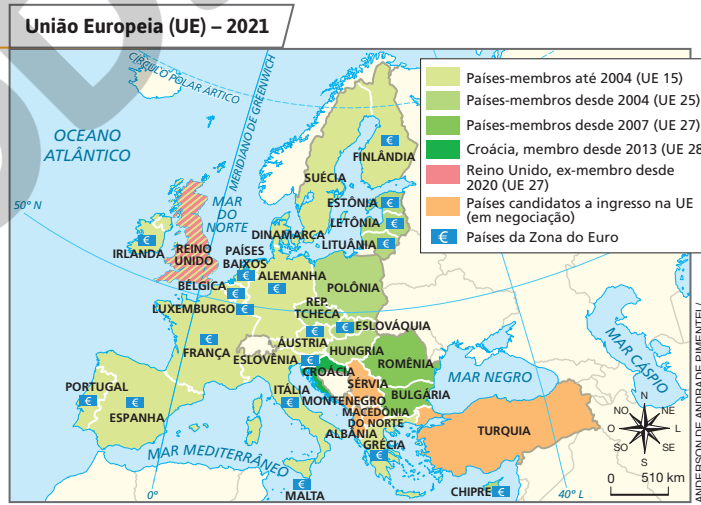 União Europeia (UE) – 2021
CÍRCULO POLAR ÁRTICO
MERIDIANO DE GREENWICH
OCEANO
ATLÂNTICO
50° N
MAR
DO
NORTE
Países-membros até 2004 (UE 15)
Países-membros desde 2004 (UE 25)
Países-membros desde 2007 (UE 27)
Croácia, membro desde 2013 (UE 28
Reino Unido, ex-membro desde
2020 (UE 27)
Países candidatos a ingresso na UE
(em negociação)
€ Países da Zona do Euro
€
FINLÂNDIA
SUÉCIA
ESTÔNIA €
LETÔNIA €
LITUÂNIA €
DINAMARCA
€
IRLANDA
REINO
UNIDO
PAÍSES
BAIXOS
€
ALEMANHA
€
BÉLGICA €
POLÔNIA
LUXEMBURGO €
REP.
TCHECA
€ ESLOVÁQUIA
€
ÁUSTRIA
€
FRANÇA
HUNGRIA
ESLOVÊNIA €
ROMÊNIA
CROÁCIA
SÉRVIA
MAR NEGRO
MAR CÁSPIO
PORTUGAL
€
€
ESPANHA
ITÁLIA
€
MONTENEGRO
BULGÁRIA
MACEDÔNIA
DO NORTE
ALBÂNIA
GRÉCIA
€
TURQUIA
MAR MEDITERRÂNEO
€
MALTA
CHIPRE €
0°
40° L
N
NO NE
O L
SO SE
S
0 510 km
ANDERSON DE ANDRADE PIMENTEL/